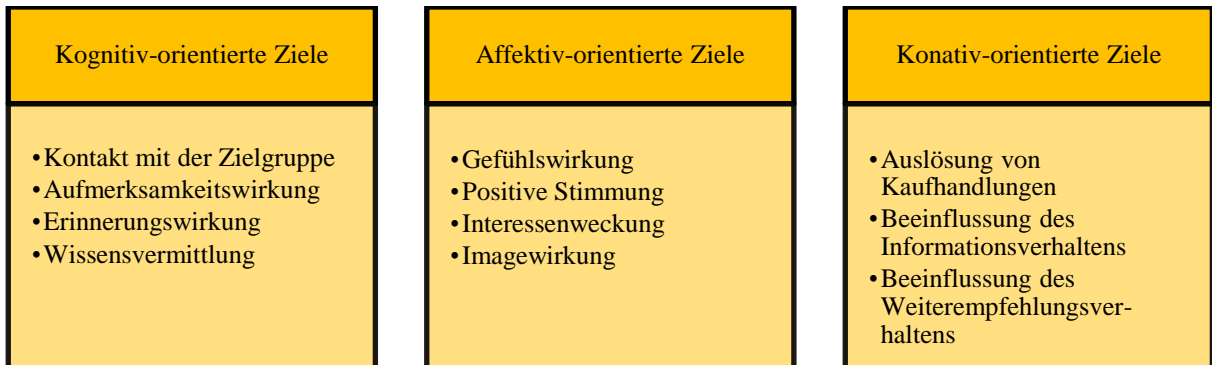 Kognitiv-orientierte Ziele
•Kontakt mit der Zielgruppe
•Aufmerksamkeitswirkung
•Erinnerungswirkung
•Wissensvermittlung
Affektiv-orientierte Ziele
•Gefühlswirkung
•Positive Stimmung
•Interessenweckung
•Imagewirkung
Konativ-orientierte Ziele
•Auslösung von
Kaufhandlungen
•Beeinflussung des
Informationsverhaltens
•Beeinflussung des
Weiterempfehlungsver-
haltens